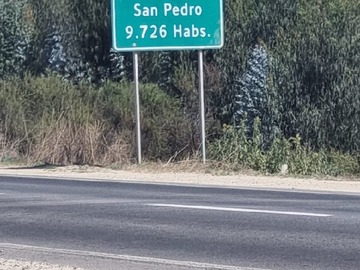 San Pedro
9.726 Habs.